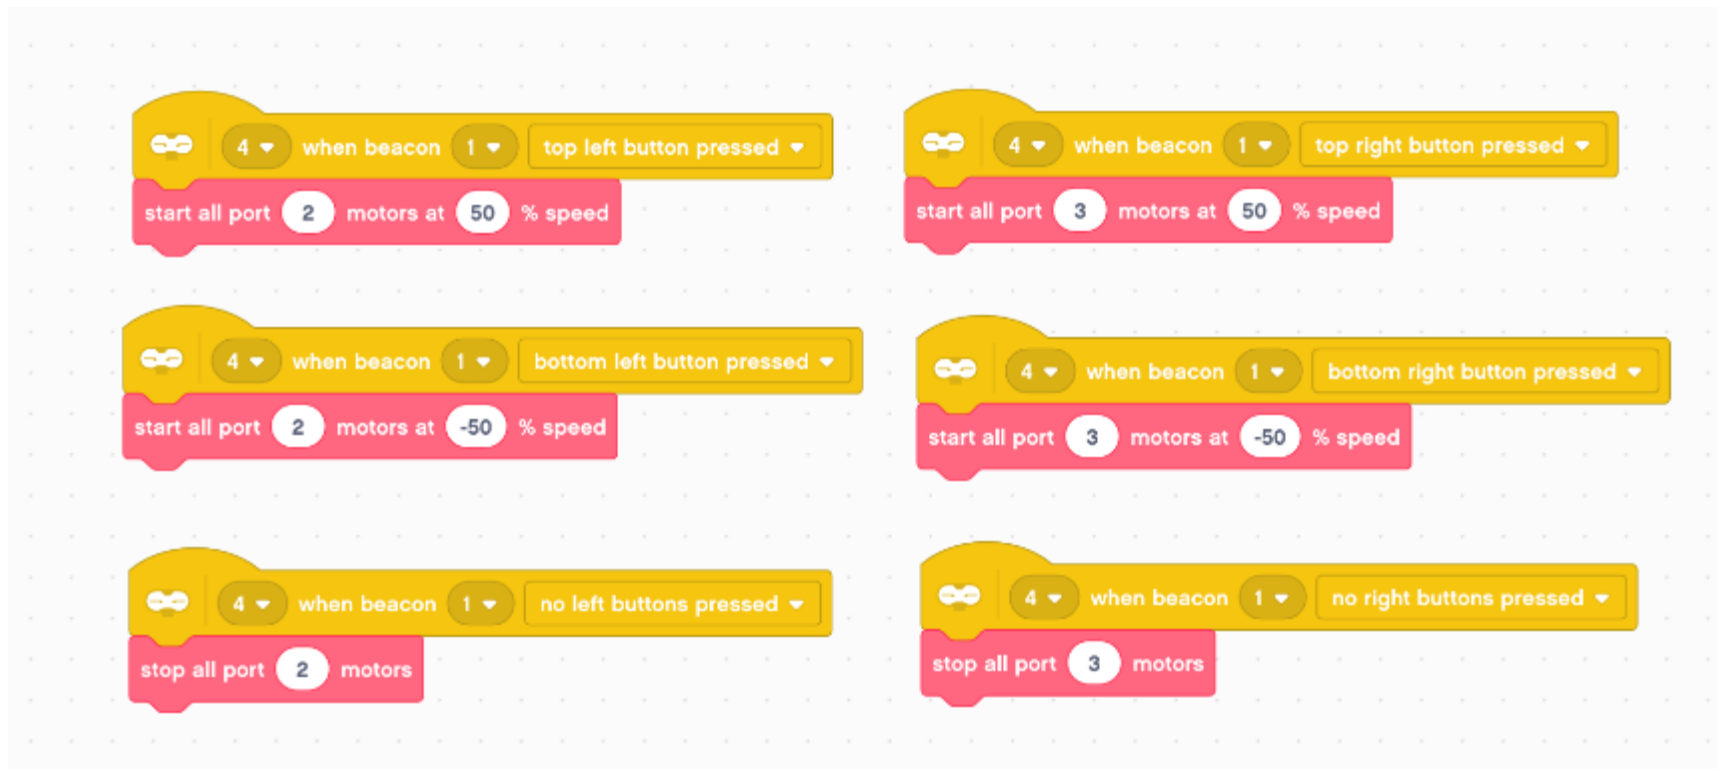 4 when beacon 1 top left button pressed
start all port 2 motors at 50 % speed
4 when beacon 1 top right button pressed
start all port 3 motors at 50 % speed
4 when beacon 1 bottom left button pressed
start all port 2 motors at -50 % speed
4 when beacon 1 bottom right button pressed
start all port 3 motors at -50 % speed
4 when beacon 1 no left buttons pressed
stop all port 2 motors
4 when beacon 1 no right buttons pressed
stop all port 3 motors